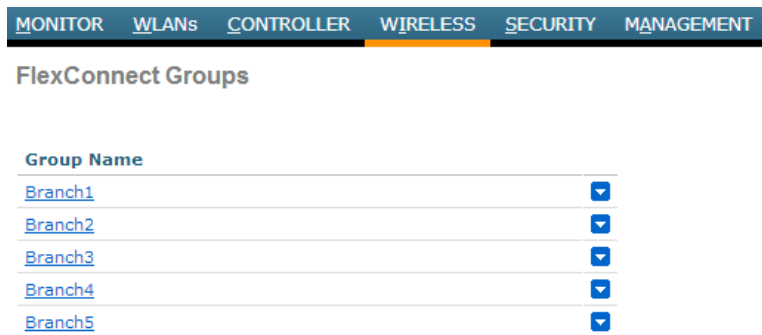 MONITOR WLANs CONTROLLER WIRELESS SECURITY MANAGEMENT
FlexConnect Groups
Group Name
Branch1
Branch2
Branch3
Branch4
Branch5